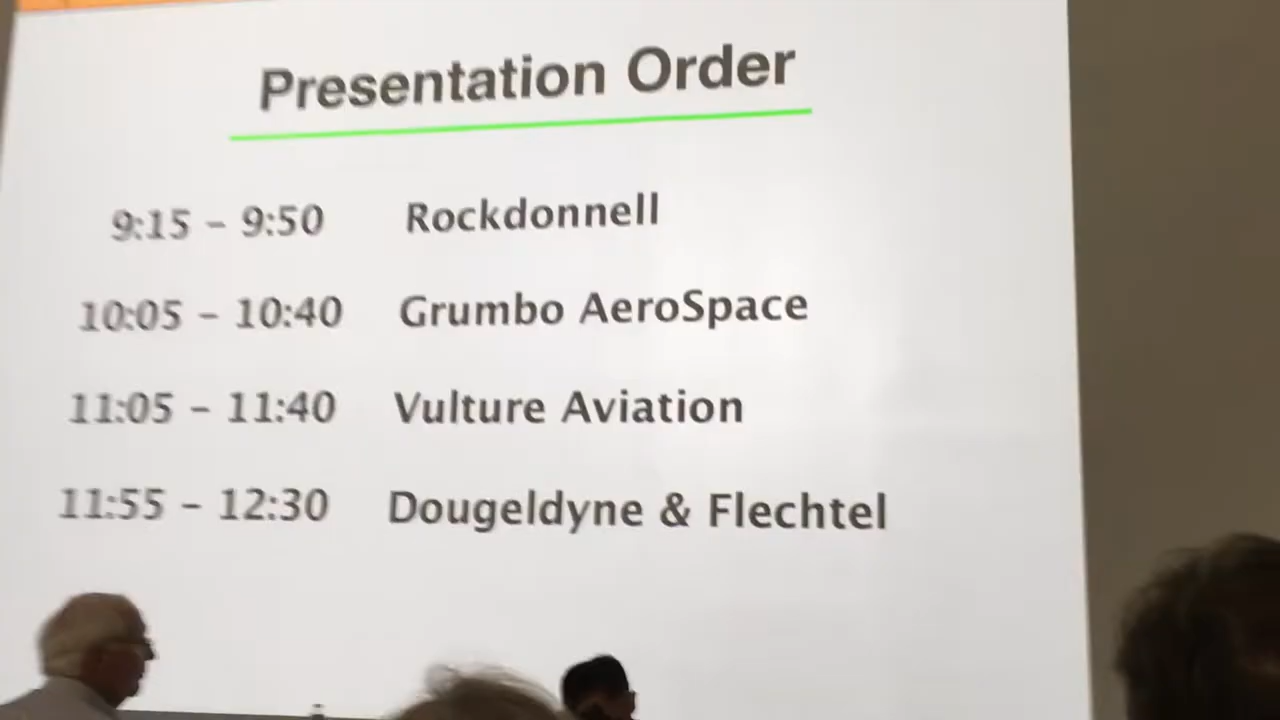 Presentation Order
9:15 – 9:50 Rockdonnell
10:05 – 10:40 Grumbo AeroSpace
11:05 – 11:40 Vulture Aviation
11:55 – 12:30 Dougeldyne & Flechtel